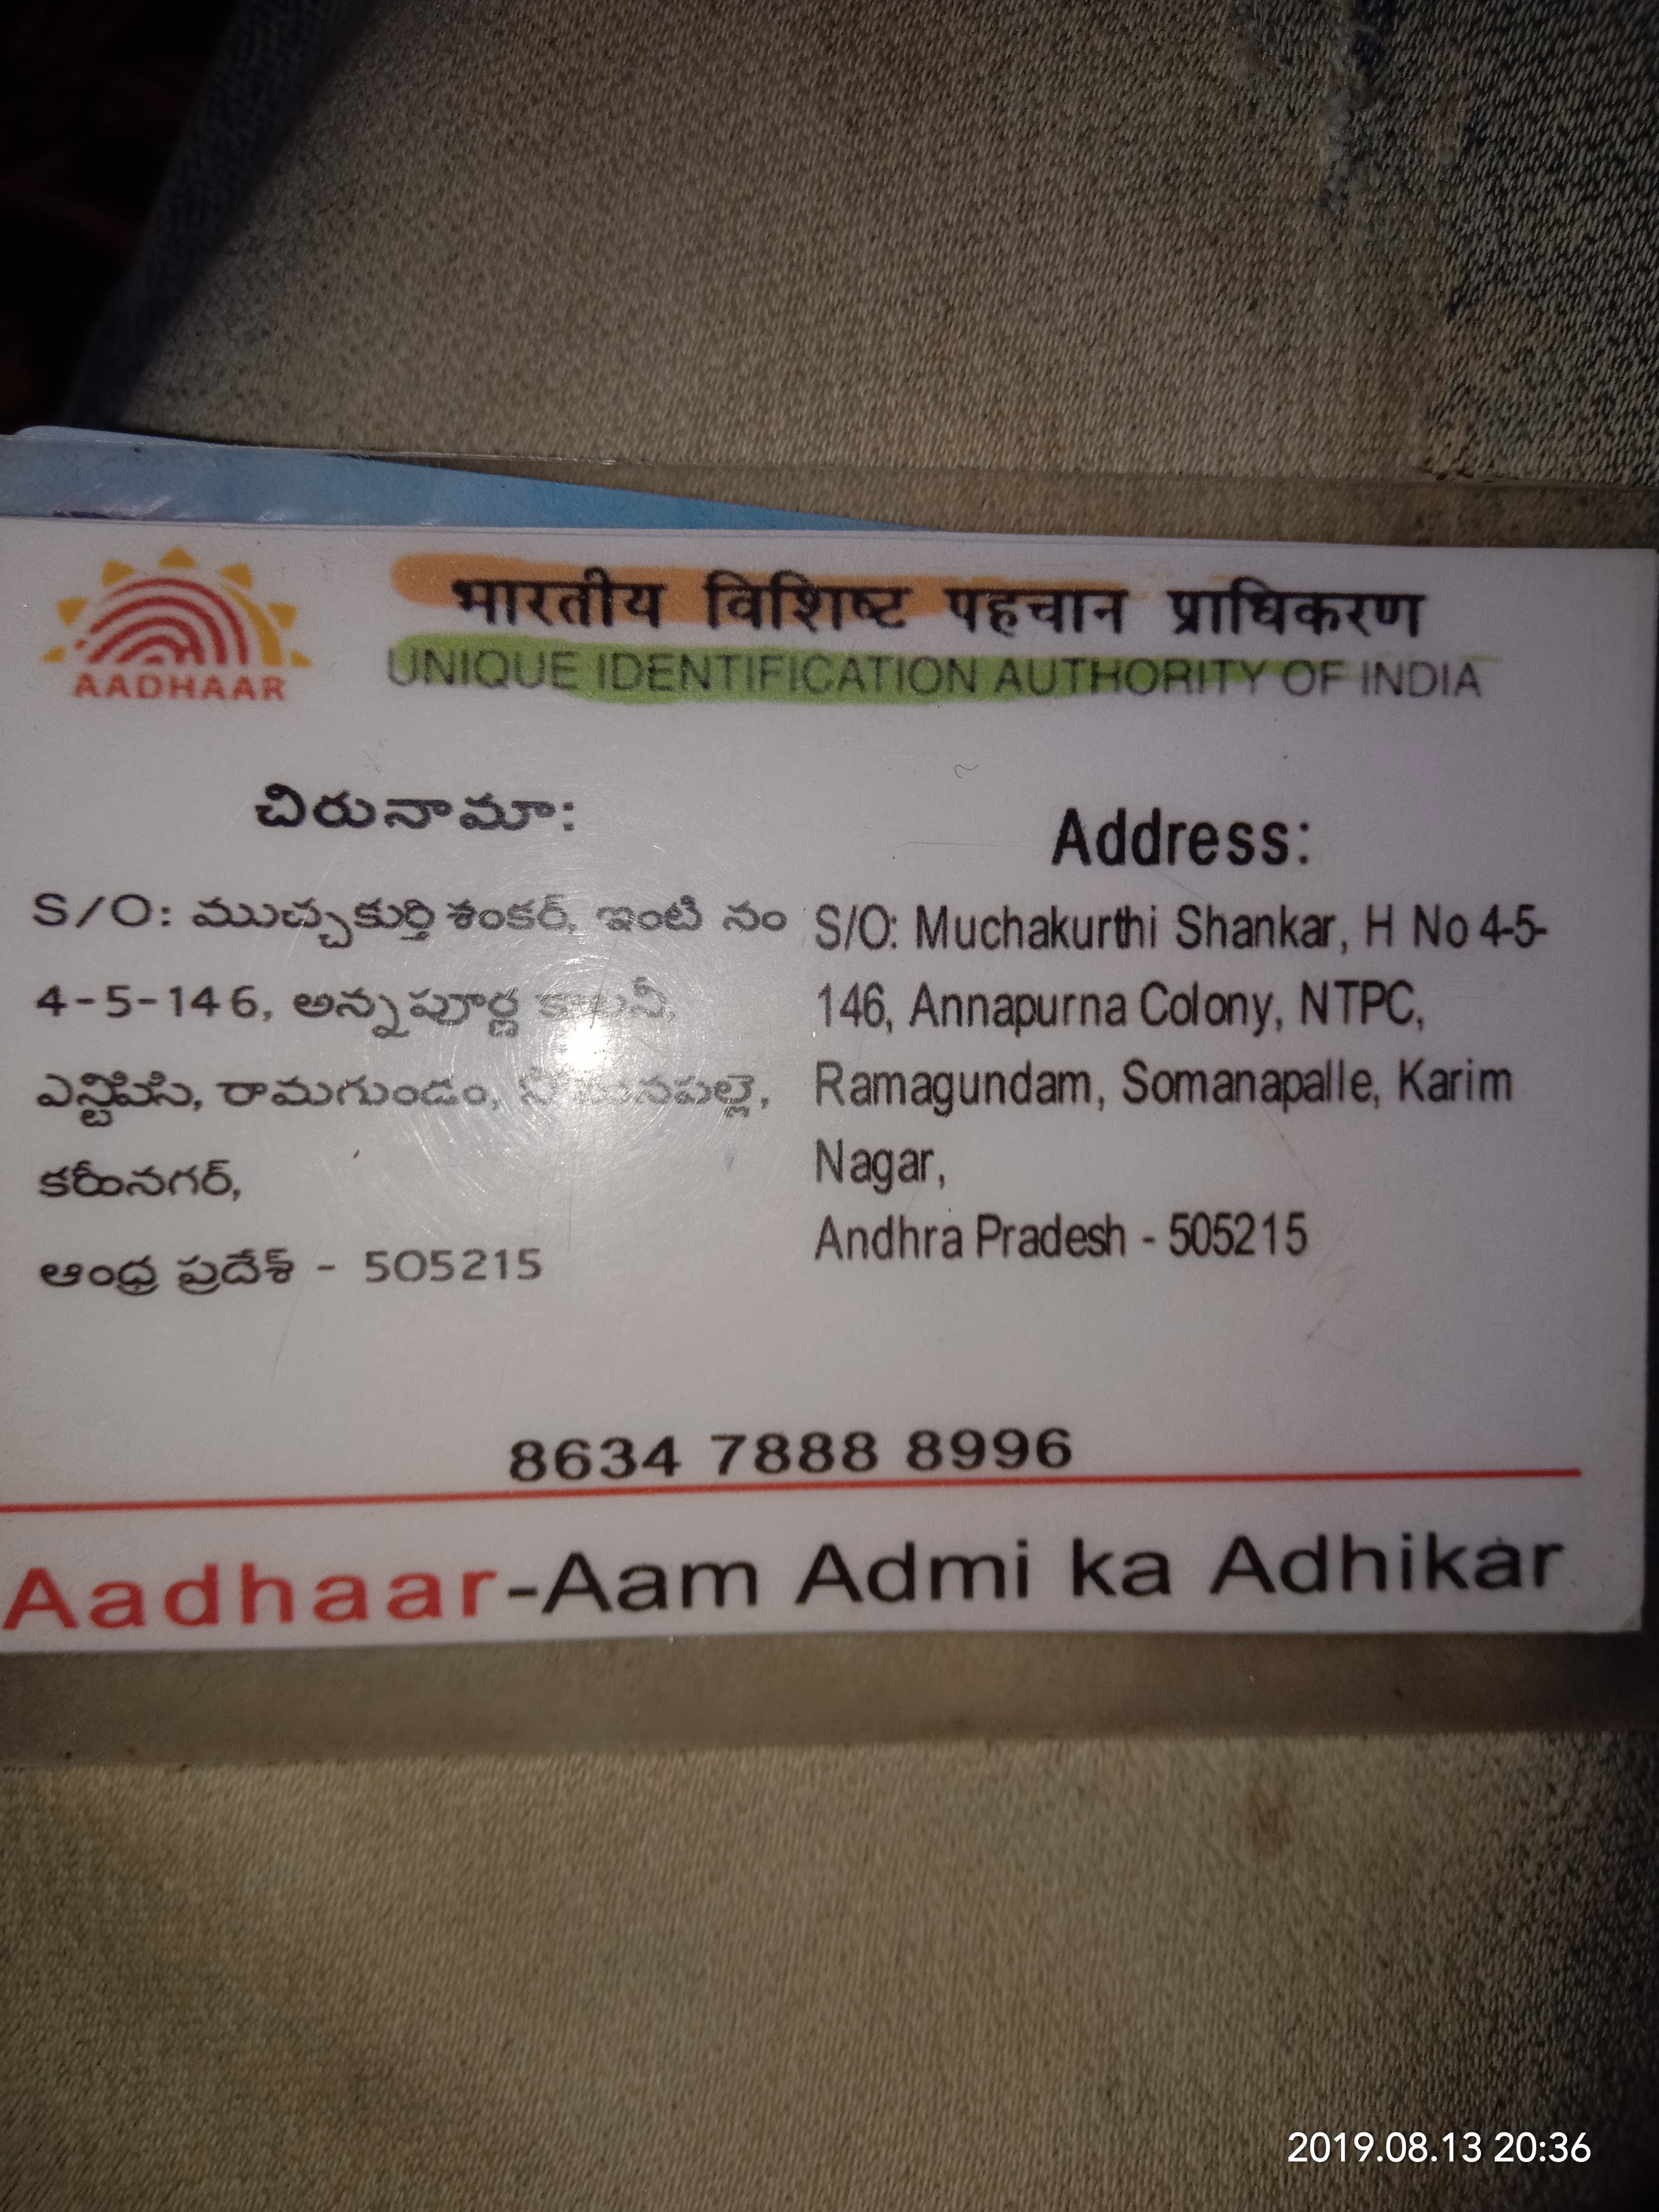 भारतीय विशिष्ट पहचान प्राधिकरण
UNIQUE IDENTIFICATION AUTHORITY OF INDIA
AADHAAR
చిరునామా:
S/O: ముచ్చకుర్తి శంకర్, ఇంటి నం
4-5-146, అన్నపూర్ణ
ఎన్టిపిసి, రామగుండం,
కరీంనగర్,
ఆంధ్ర ప్రదేశ్ - 505215
Address:
S/O: Muchakurthi Shankar, H No 4-5-
146, Annapurna Colony, NTPC,
Ramagundam, Somanapalle, Karim
Nagar,
Andhra Pradesh - 505215
8634 7888 8996
Aadhaar-Aam Admi ka Adhikar
2019.08.13 20:36